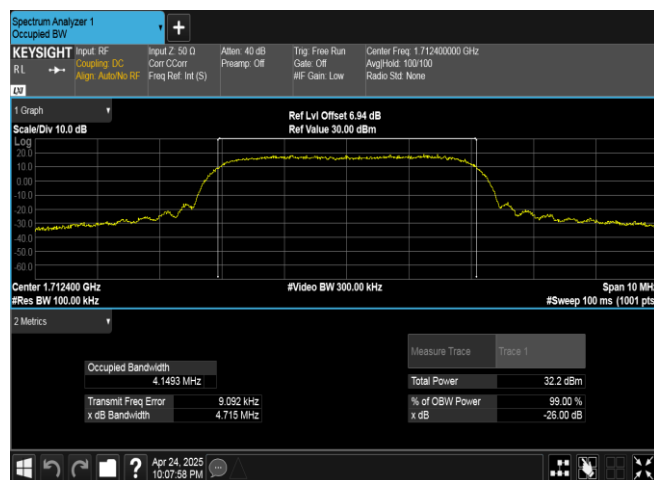 Spectrum Analyzer 1
Occupied BW
+
KEYSIGHT
RL
LXI
Input: RF
Coupling: DC
Align: Auto/No RF
Input Z: 50 Ω
Corr CCorr
Freq Ref: Int (S)
Atten: 40 dB
Preamp: Off
Trig: Free Run
Gate: Off
#IF Gain: Low
Center Freq: 1.712400000 GHz
Avg|Hold: 100/100
Radio Std: None
1 Graph
Scale/Div 10.0 dB
Ref Lvl Offset 6.94 dB
Ref Value 30.00 dBm
Log
20.0
10.0
0.00
-10.0
-20.0
-30.0
-40.0
-50.0
-60.0
Center 1.712400 GHz
#Res BW 100.00 kHz
#Video BW 300.00 kHz
Span 10 MHz
#Sweep 100 ms (1001 pts)
2 Metrics
Measure Trace Trace 1
Occupied Bandwidth
4.1493 MHz
Total Power 32.2 dBm
Transmit Freq Error 9.092 kHz
x dB Bandwidth 4.715 MHz
% of OBW Power 99.00 %
x dB -26.00 dB
?
Apr 24, 2025
10:07:58 PM